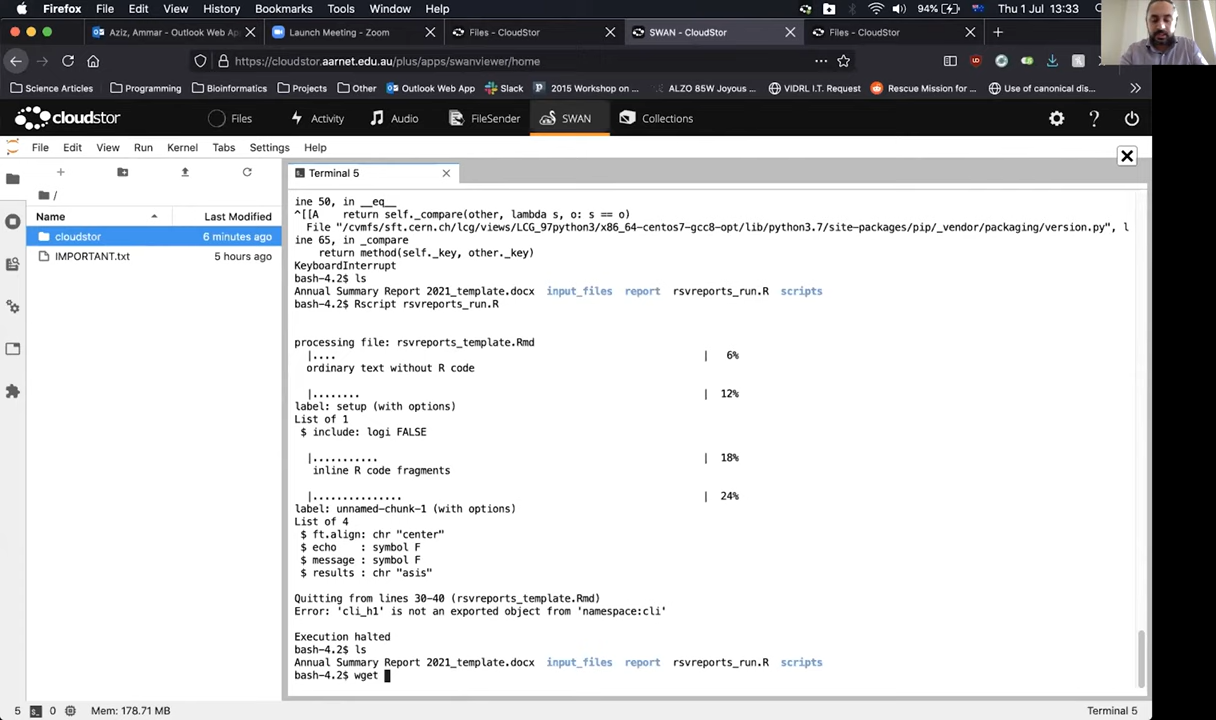 Firefox File Edit View History Bookmarks Tools Window Help 94% Thu 1 Jul 13:33
Aziz, Ammar - Outlook Web Ap
Launch Meeting - Zoom
Files - CloudStor
SWAN - CloudStor
Files - CloudStor
https://cloudstor.aarnet.edu.au/plus/apps/swanviewer/home
Science Articles Programming Bioinformatics Projects Other Outlook Web App Slack 2015 Workshop on … ALZO 85W Joyous … VIDRL I.T. Request Rescue Mission for … Use of canonical dis…
cloudstor Files Activity Audio FileSender SWAN Collections
File Edit View Run Kernel Tabs Settings Help
/
Name Last Modified
cloudstor 6 minutes ago
IMPORTANT.txt 5 hours ago
Terminal 5
ine 50, in __eq__
^[[A    return self._compare(other, lambda s, o: s == o)
File "/cvmfs/sft.cern.ch/lcg/views/LCG_97python3/x86_64-centos7-gcc8-opt/lib/python3.7/site-packages/pip/_vendor/packaging/version.py", l
ine 65, in _compare
return method(self._key, other._key)
KeyboardInterrupt
bash-4.2$ ls
Annual Summary Report 2021_template.docx input_files report rsvreports_run.R scripts
bash-4.2$ Rscript rsvreports_run.R
processing file: rsvreports_template.Rmd
|.... | 6%
ordinary text without R code
|........ | 12%
label: setup (with options)
List of 1
$ include: logi FALSE
|........... | 18%
inline R code fragments
|............... | 24%
label: unnamed-chunk-1 (with options)
List of 4
$ ft.align: chr "center"
$ echo    : symbol F
$ message : symbol F
$ results : chr "asis"
Quitting from lines 30-40 (rsvreports_template.Rmd)
Error: 'cli_h1' is not an exported object from 'namespace:cli'
Execution halted
bash-4.2$ ls
Annual Summary Report 2021_template.docx input_files report rsvreports_run.R scripts
bash-4.2$ wget
5 0 Mem: 178.71 MB Terminal 5